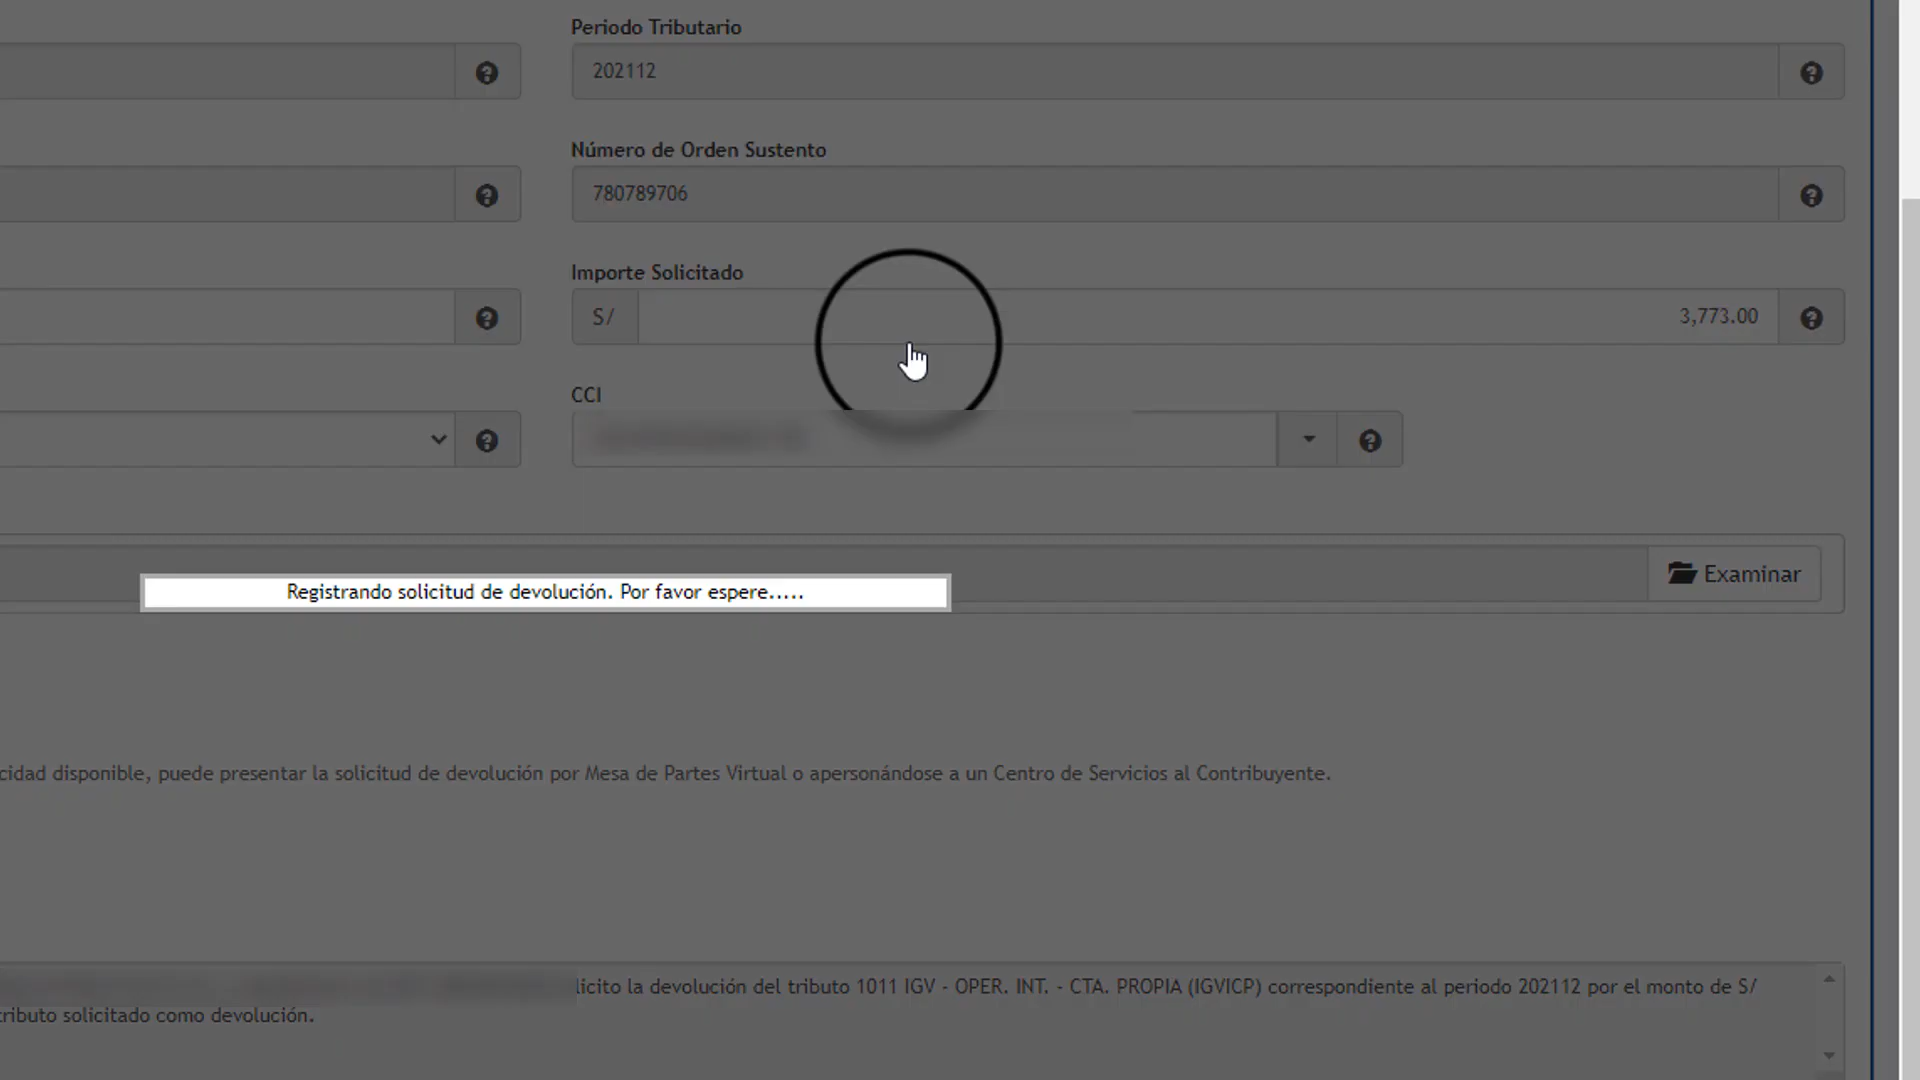 Periodo Tributario
202112
Número de Orden Sustento
780789706
Importe Solicitado
S/ 3,773.00
CCI
Examinar
Registrando solicitud de devolución. Por favor espere.....
cidad disponible, puede presentar la solicitud de devolución por Mesa de Partes Virtual o apersonándose a un Centro de Servicios al Contribuyente.
licito la devolución del tributo 1011 IGV - OPER. INT. - CTA. PROPIA (IGVICP) correspondiente al periodo 202112 por el monto de S/
ributo solicitado como devolución.